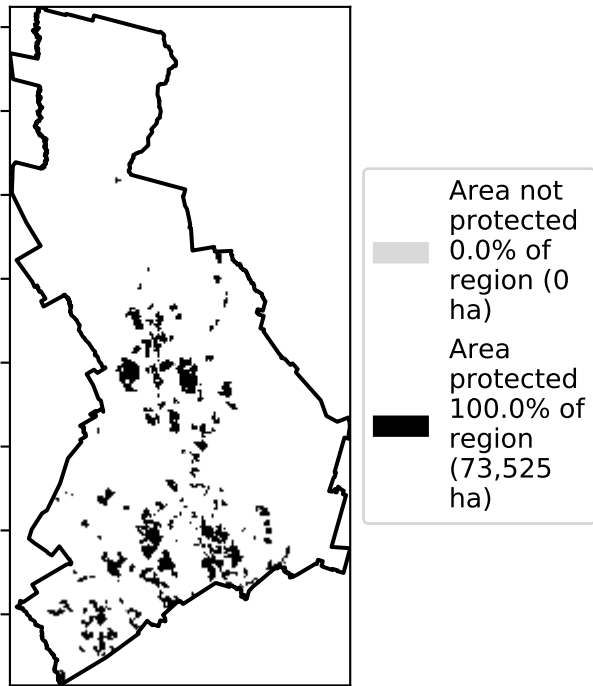 Area not
protected
0.0% of
region (0
ha)
Area
protected
100.0% of
region
(73,525
ha)